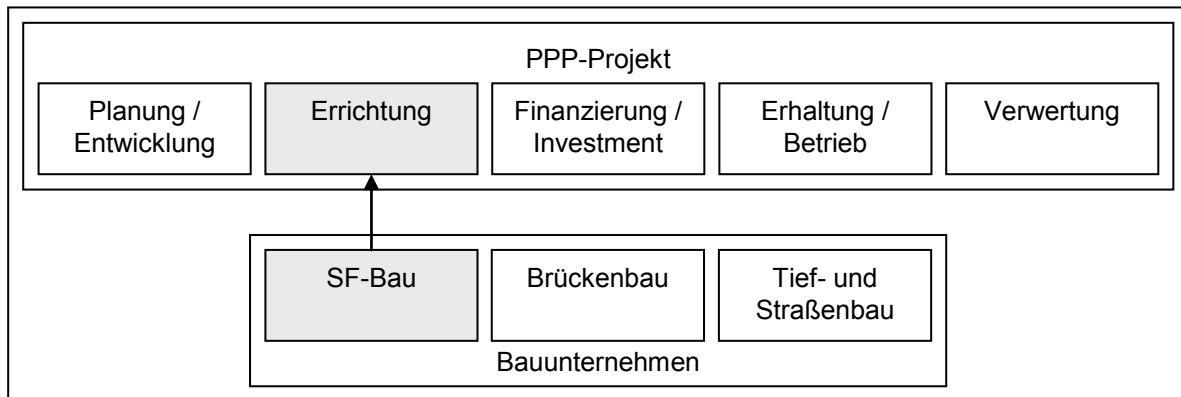 PPP-Projekt
Planung /
Entwicklung
Errichtung
Finanzierung /
Investment
Erhaltung /
Betrieb
Verwertung
SF-Bau
Brückenbau
Tief- und
Straßenbau
Bauunternehmen